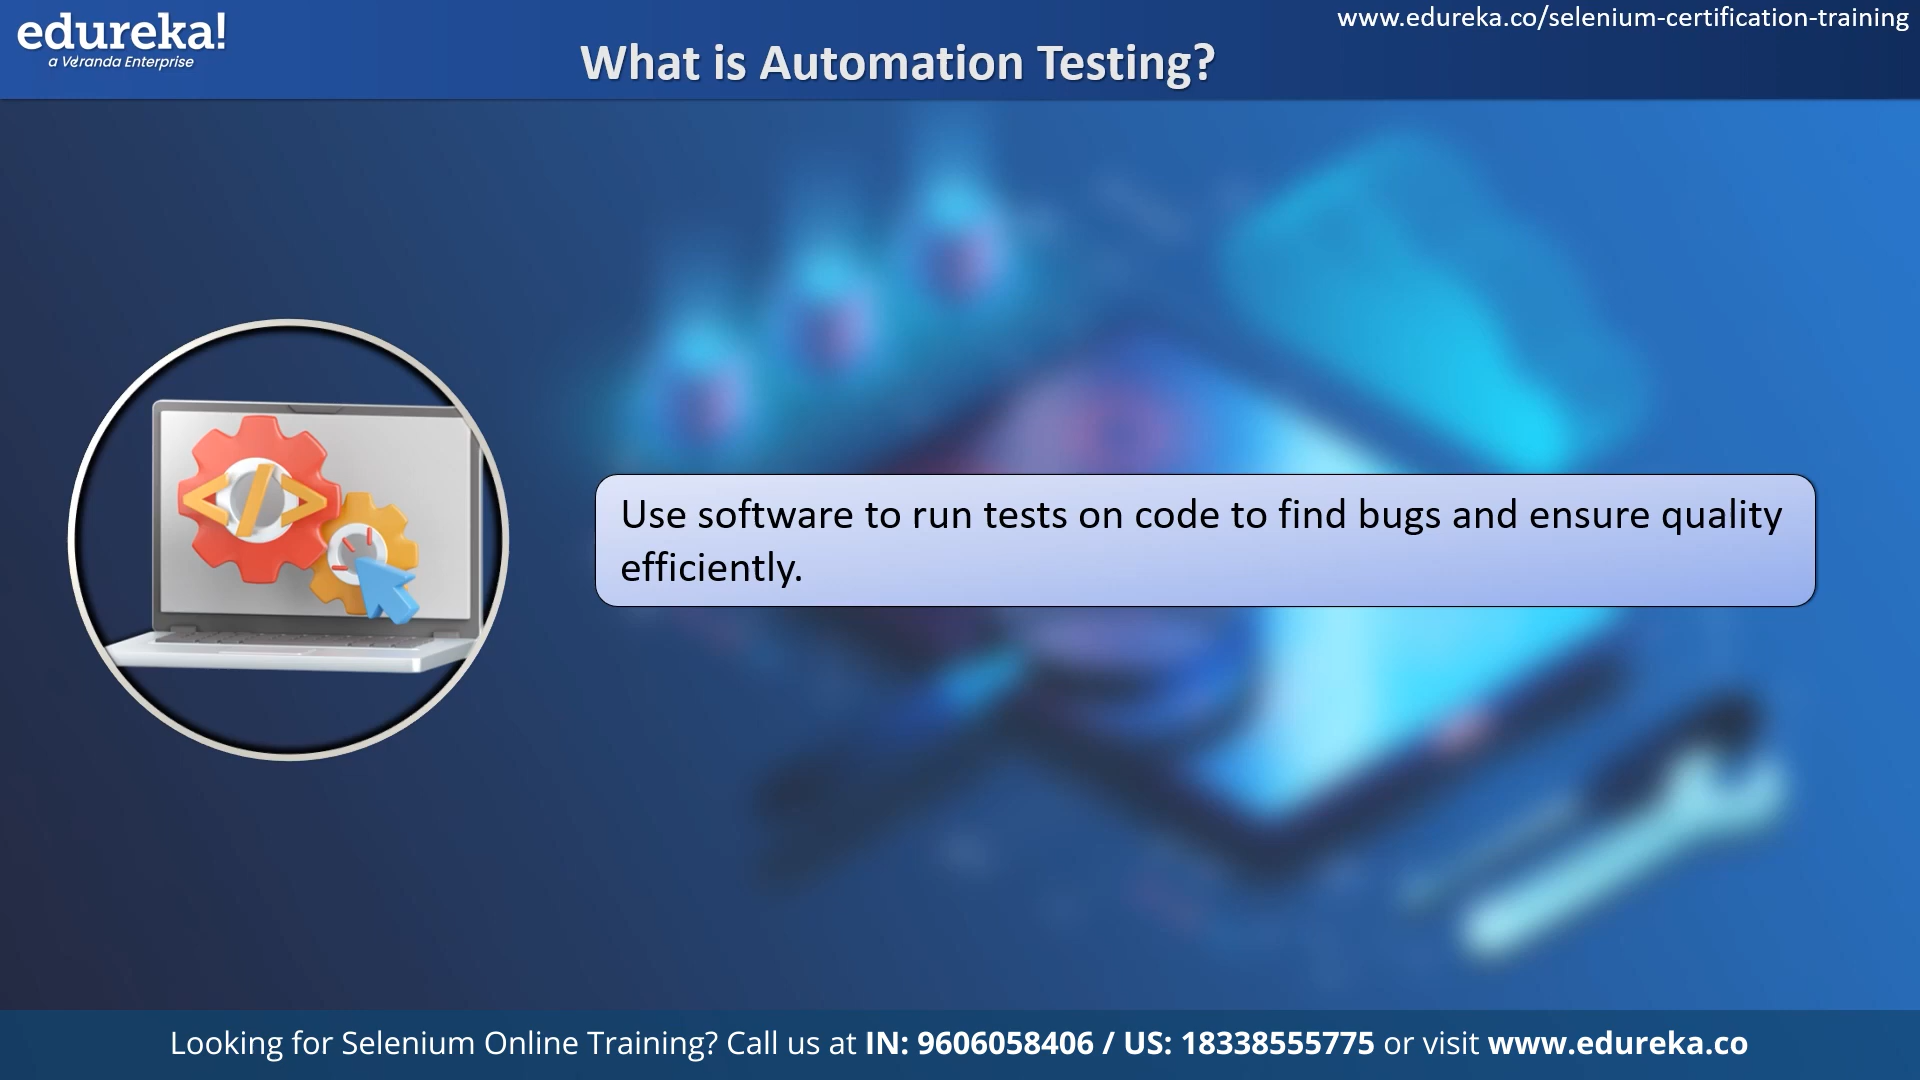 edureka!
a Veranda Enterprise
www.edureka.co/selenium-certification-training
What is Automation Testing?
</>
Use software to run tests on code to find bugs and ensure quality
efficiently.
Looking for Selenium Online Training? Call us at IN: 9606058406 / US: 18338555775 or visit www.edureka.co